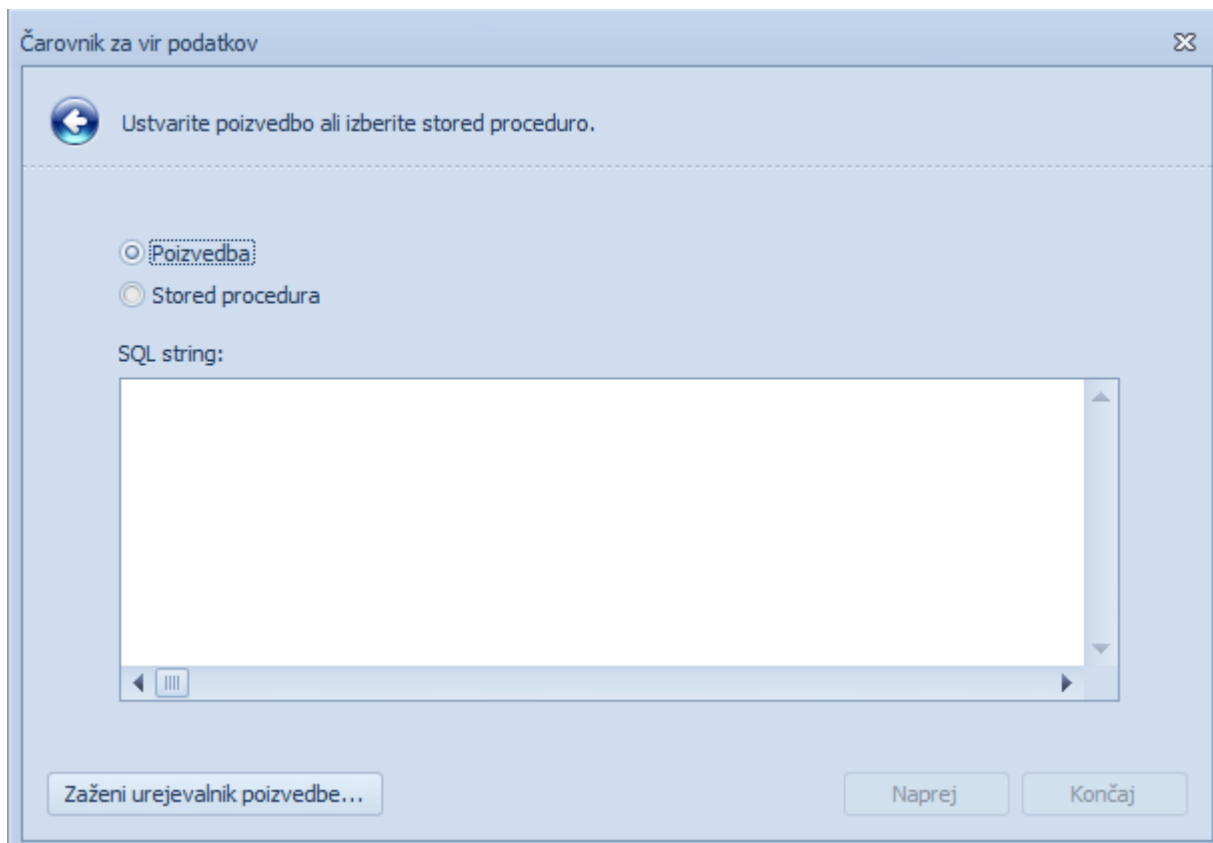 Čarovnik za vir podatkov
Ustvarite poizvedbo ali izberite stored proceduro.
Poizvedba
Stored procedura
SQL string:
Zaženi urejevalnik poizvedbe...
Naprej
Končaj